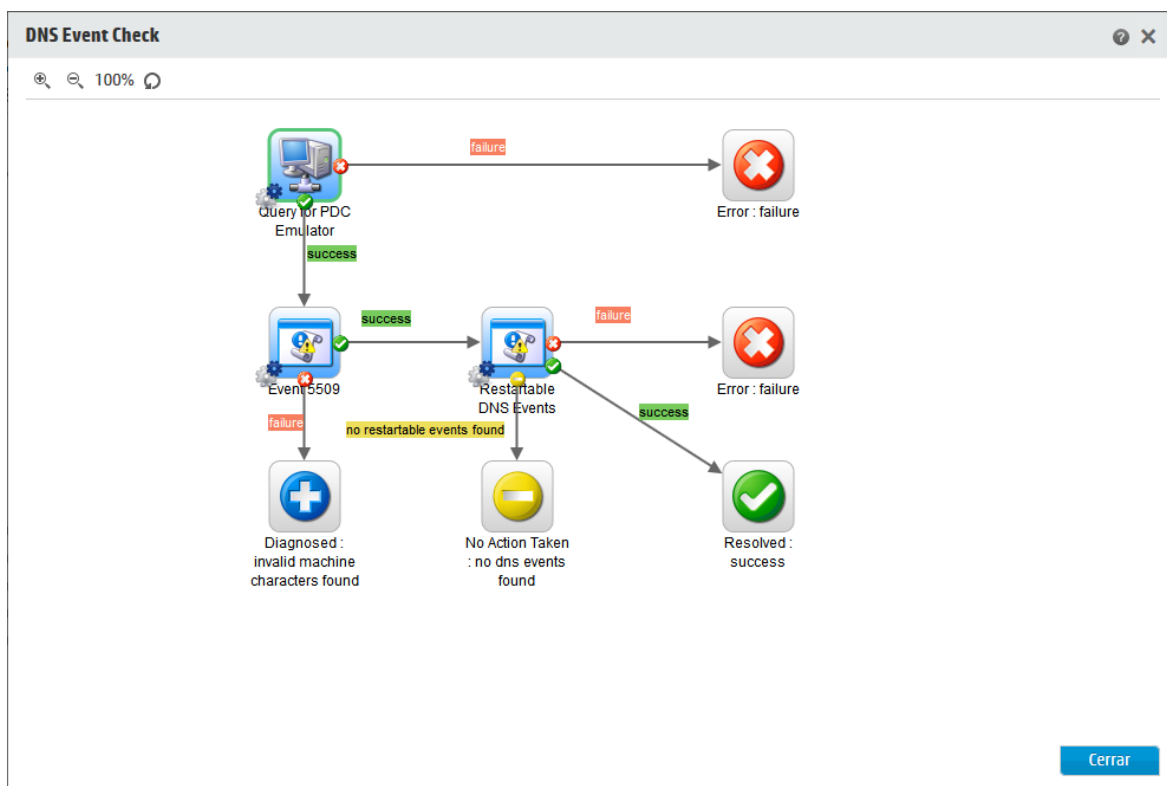 DNS Event Check
100%
failure
Query for PDC
Emulator
Error : failure
success
success
failure
Event 5509
Restartable
DNS Events
Error : failure
failure
no restartable events found
success
Diagnosed :
invalid machine
characters found
No Action Taken
: no dns events
found
Resolved :
success
Cerrar